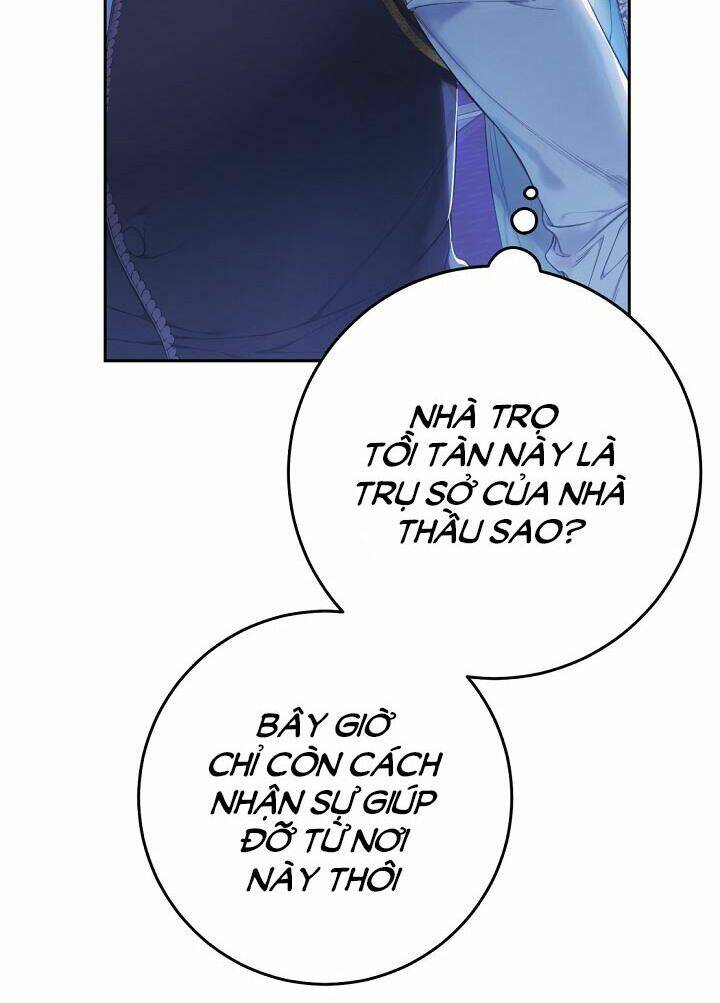 NHÀ TRỌ
TỒI TÀN NÀY LÀ
TRỤ SỞ CỦA NHÀ
THẦU SAO?
BÂY GIỜ
CHỈ CÒN CÁCH
NHẬN SỰ GIÚP
ĐỠ TỪ NƠI
NÀY THÔI